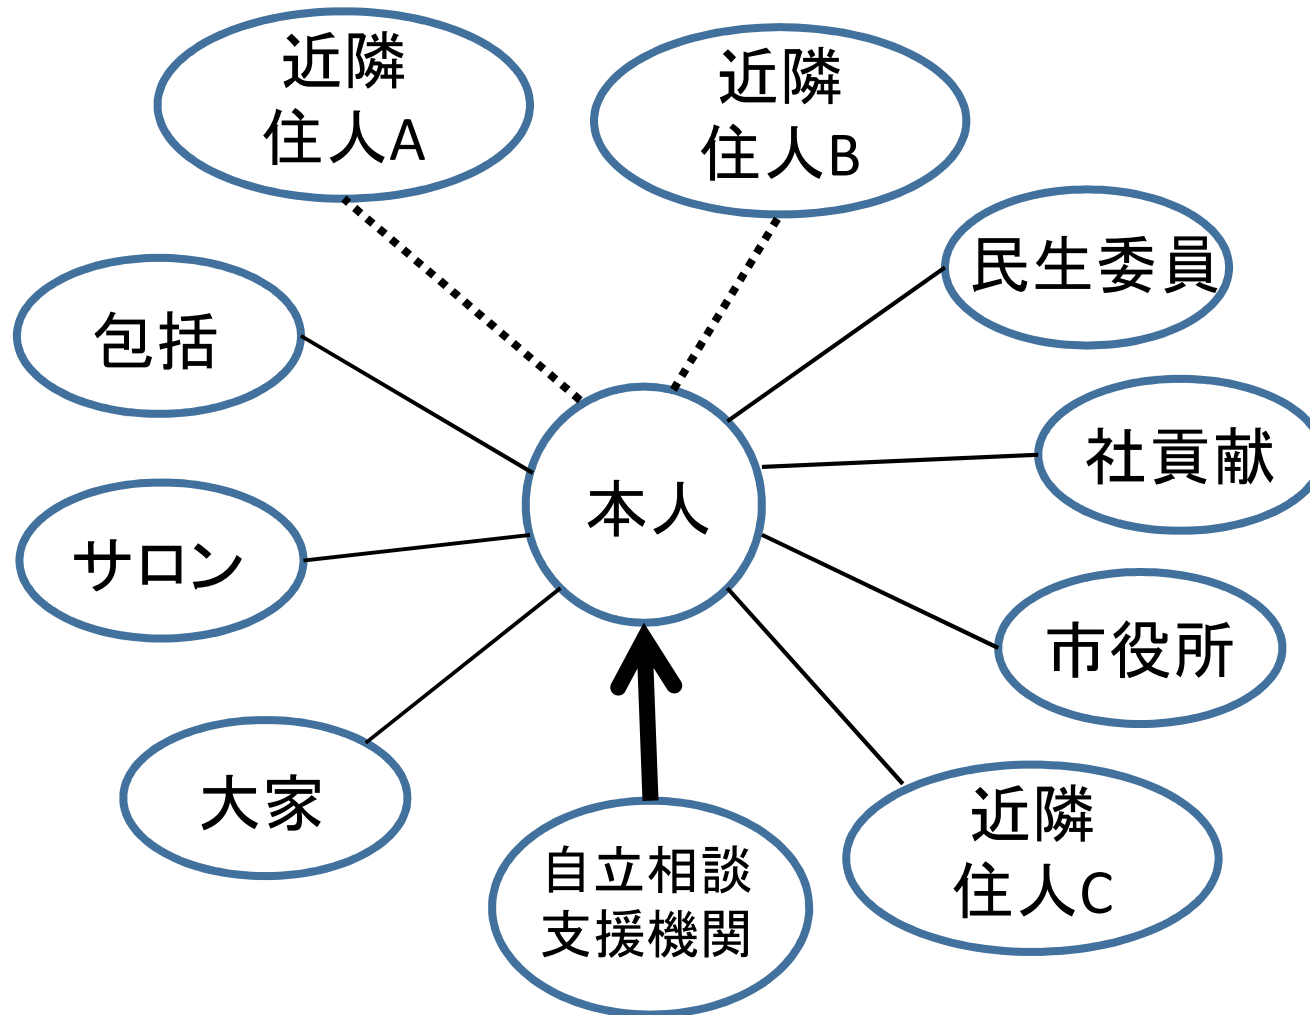 近隣
住人A
近隣
住人B
民生委員
包括
社貢献
本人
サロン
市役所
大家
近隣
住人C
自立相談
支援機関